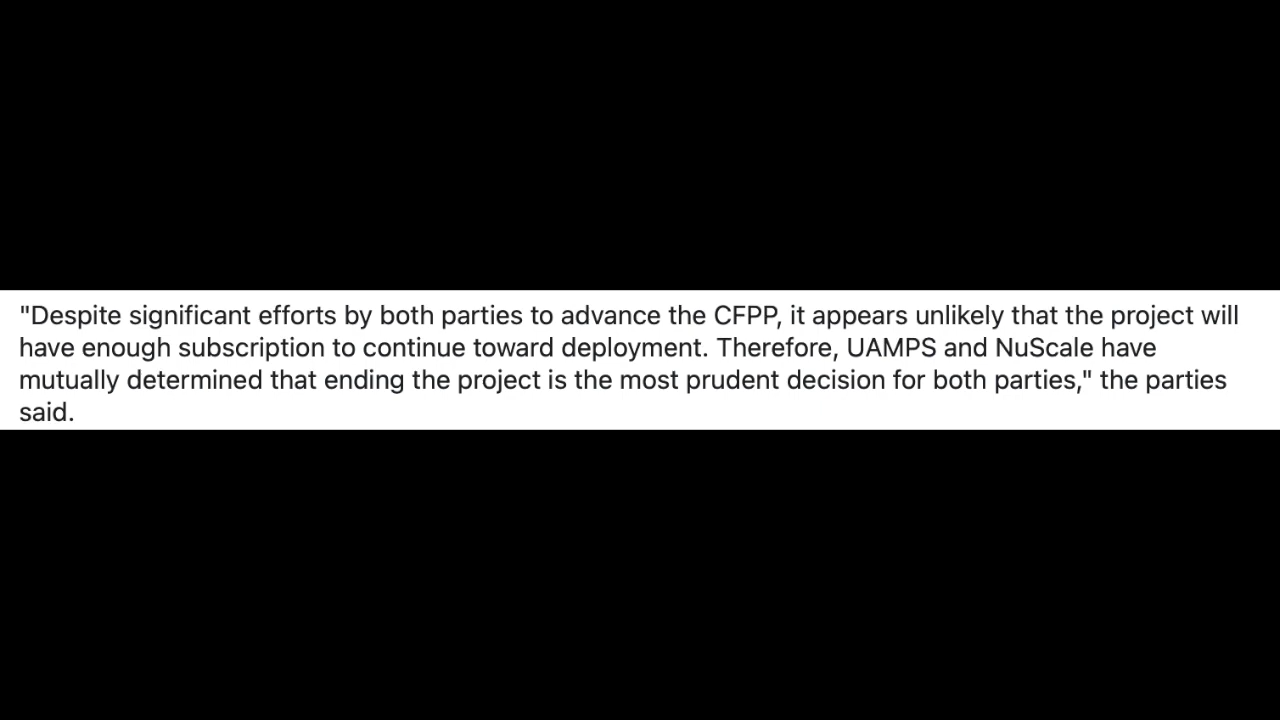 "Despite significant efforts by both parties to advance the CFPP, it appears unlikely that the project will
have enough subscription to continue toward deployment. Therefore, UAMPS and NuScale have
mutually determined that ending the project is the most prudent decision for both parties," the parties
said.